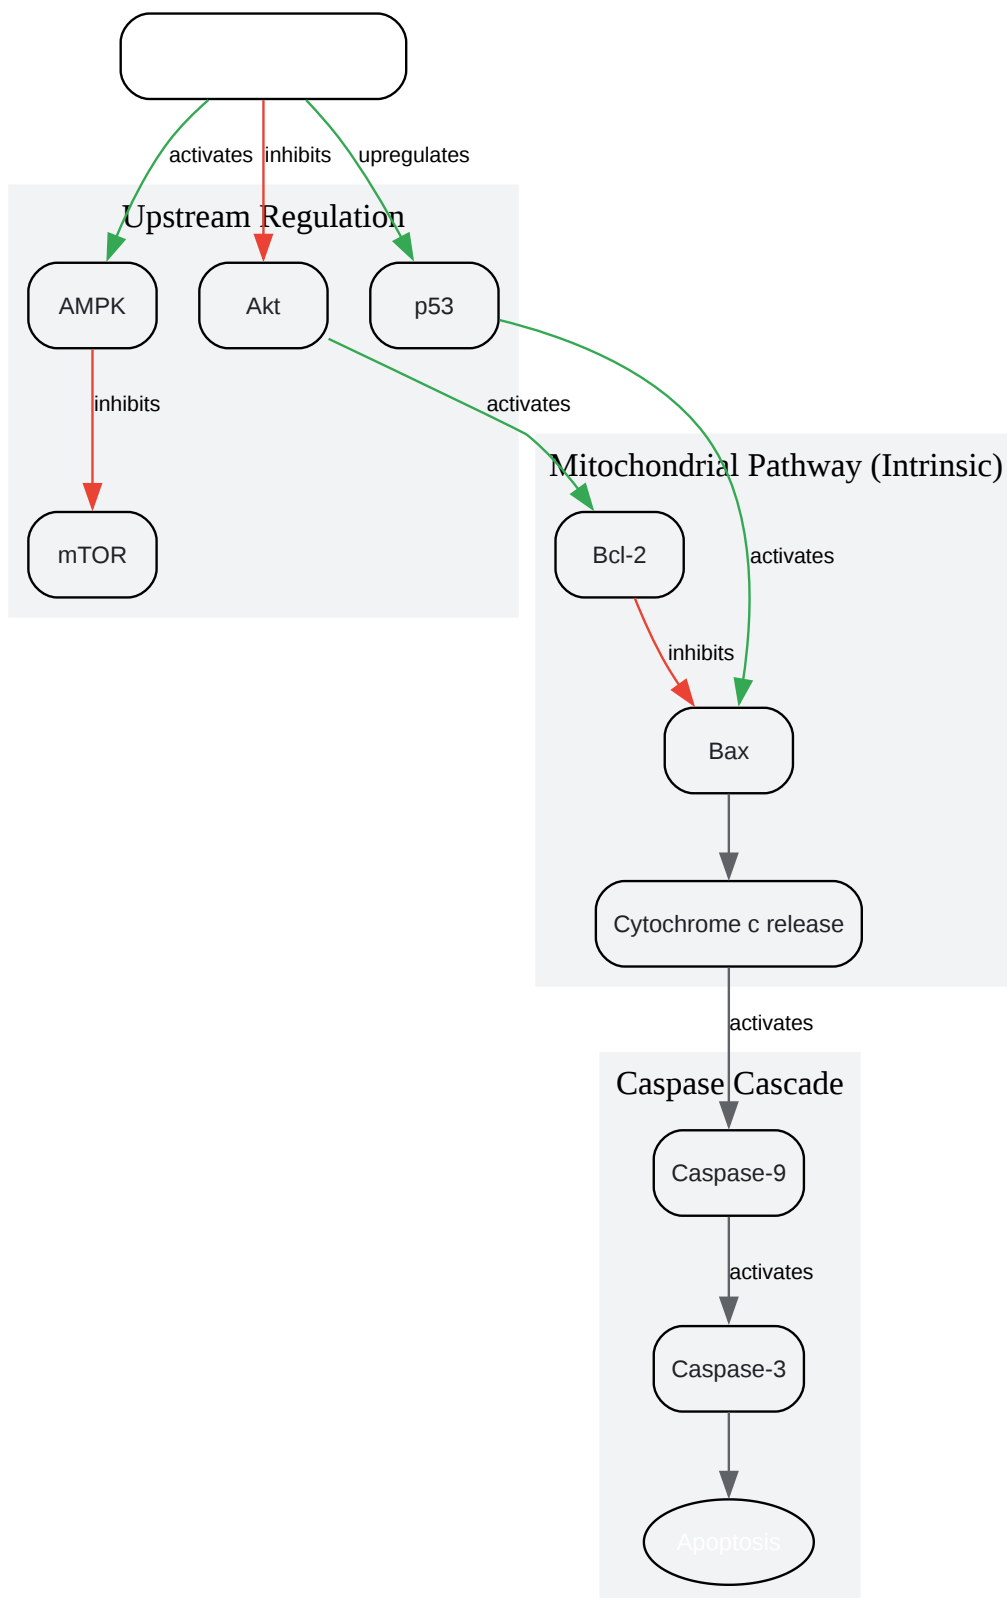 activates
inhibits
upregulates
Upstream Regulation
AMPK
Akt
p53
inhibits
activates
Mitochondrial Pathway (Intrinsic)
mTOR
Bcl-2
activates
inhibits
Bax
Cytochrome c release
activates
Caspase Cascade
Caspase-9
activates
Caspase-3
Apoptosis